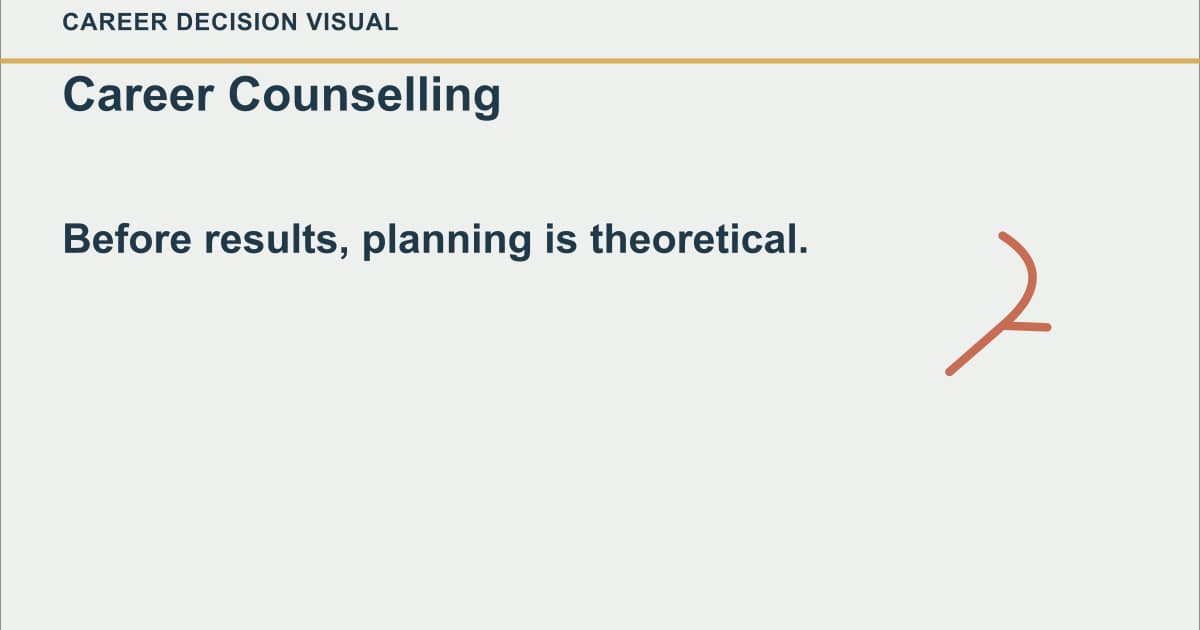 CAREER DECISION VISUAL
Career Counselling
Before results, planning is theoretical.